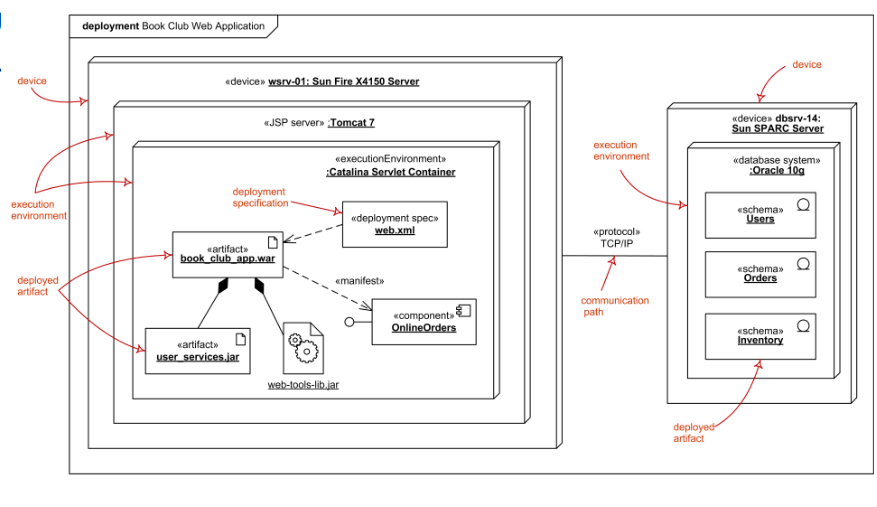 deployment Book Club Web Application
device
«device» wsrv-01: Sun Fire X4150 Server
«JSP server» :Tomcat 7
«executionEnvironment»
:Catalina Servlet Container
execution
environment
deployment
specification
«deployment spec»
web.xml
«artifact»
book_club_app.war
«manifest»
deployed
artifact
«component»
OnlineOrders
«artifact»
user_services.jar
web-tools-lib.jar
«protocol»
TCP/IP
communication
path
device
«device» dbsrv-14:
Sun SPARC Server
execution
environment
«database system»
:Oracle 10g
«schema»
Users
«schema»
Orders
«schema»
Inventory
deployed
artifact